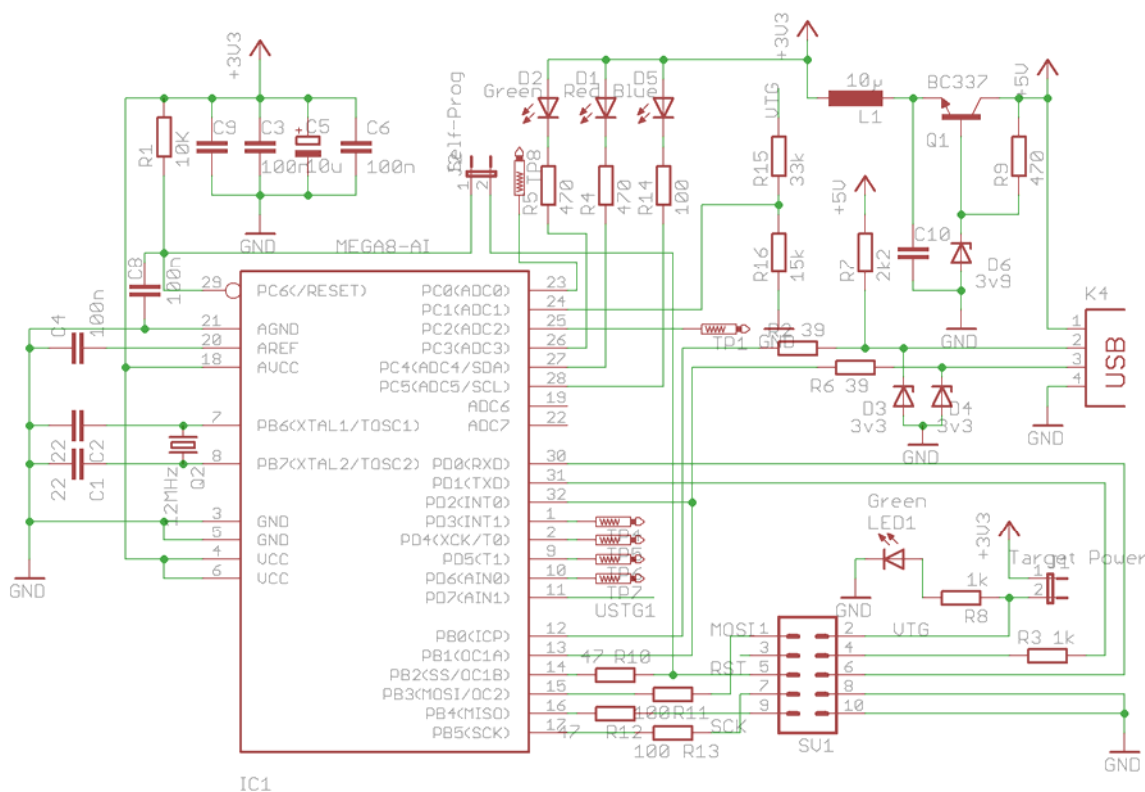 +3V3
R1
10K
C9
C3
100n
+
C5
10u
C6
100n
GND
Self-Prog
1
2
TP8
D2
Green
D1
Red
D5
Blue
R5
470
R4
470
R14
100
+3V3
VTG
R15
33k
R16
15k
GND
10µ
L1
BC337
Q1
+5V
R9
470
+5V
R7
2k2
C10
D6
3v9
GND
K4
USB
1
2
3
4
GND
R2 39
R6 39
D3
3v3
D4
3v3
GND
TP1
C8
100n
C4
100n
22
C2
22
C1
12MHz
Q2
GND
MEGA8-AI
29 PC6(/RESET)
21 AGND
20 AREF
18 AVCC
7 PB6(XTAL1/TOSC1)
8 PB7(XTAL2/TOSC2)
3 GND
5 GND
4 VCC
6 VCC
PC0(ADC0) 23
PC1(ADC1) 24
PC2(ADC2) 25
PC3(ADC3) 26
PC4(ADC4/SDA) 27
PC5(ADC5/SCL) 28
ADC6 19
ADC7 22
PD0(RXD) 30
PD1(TXD) 31
PD2(INT0) 32
PD3(INT1) 1
PD4(XCK/T0) 2
PD5(T1) 9
PD6(AIN0) 10
PD7(AIN1) 11
PB0(ICP) 12
PB1(OC1A) 13
PB2(SS/OC1B) 14
PB3(MOSI/OC2) 15
PB4(MISO) 16
PB5(SCK) 17
IC1
TP4
TP5
TP6
TP7
USTG1
47 R10
100 R11
47 R12
100 R13
MOSI
RST
SCK
1
3
5
7
9
2
4
6
8
10
SV1
VTG
Green
LED1
GND
1k
R8
+3V3
Target Power
J1
1
2
R3 1k
GND